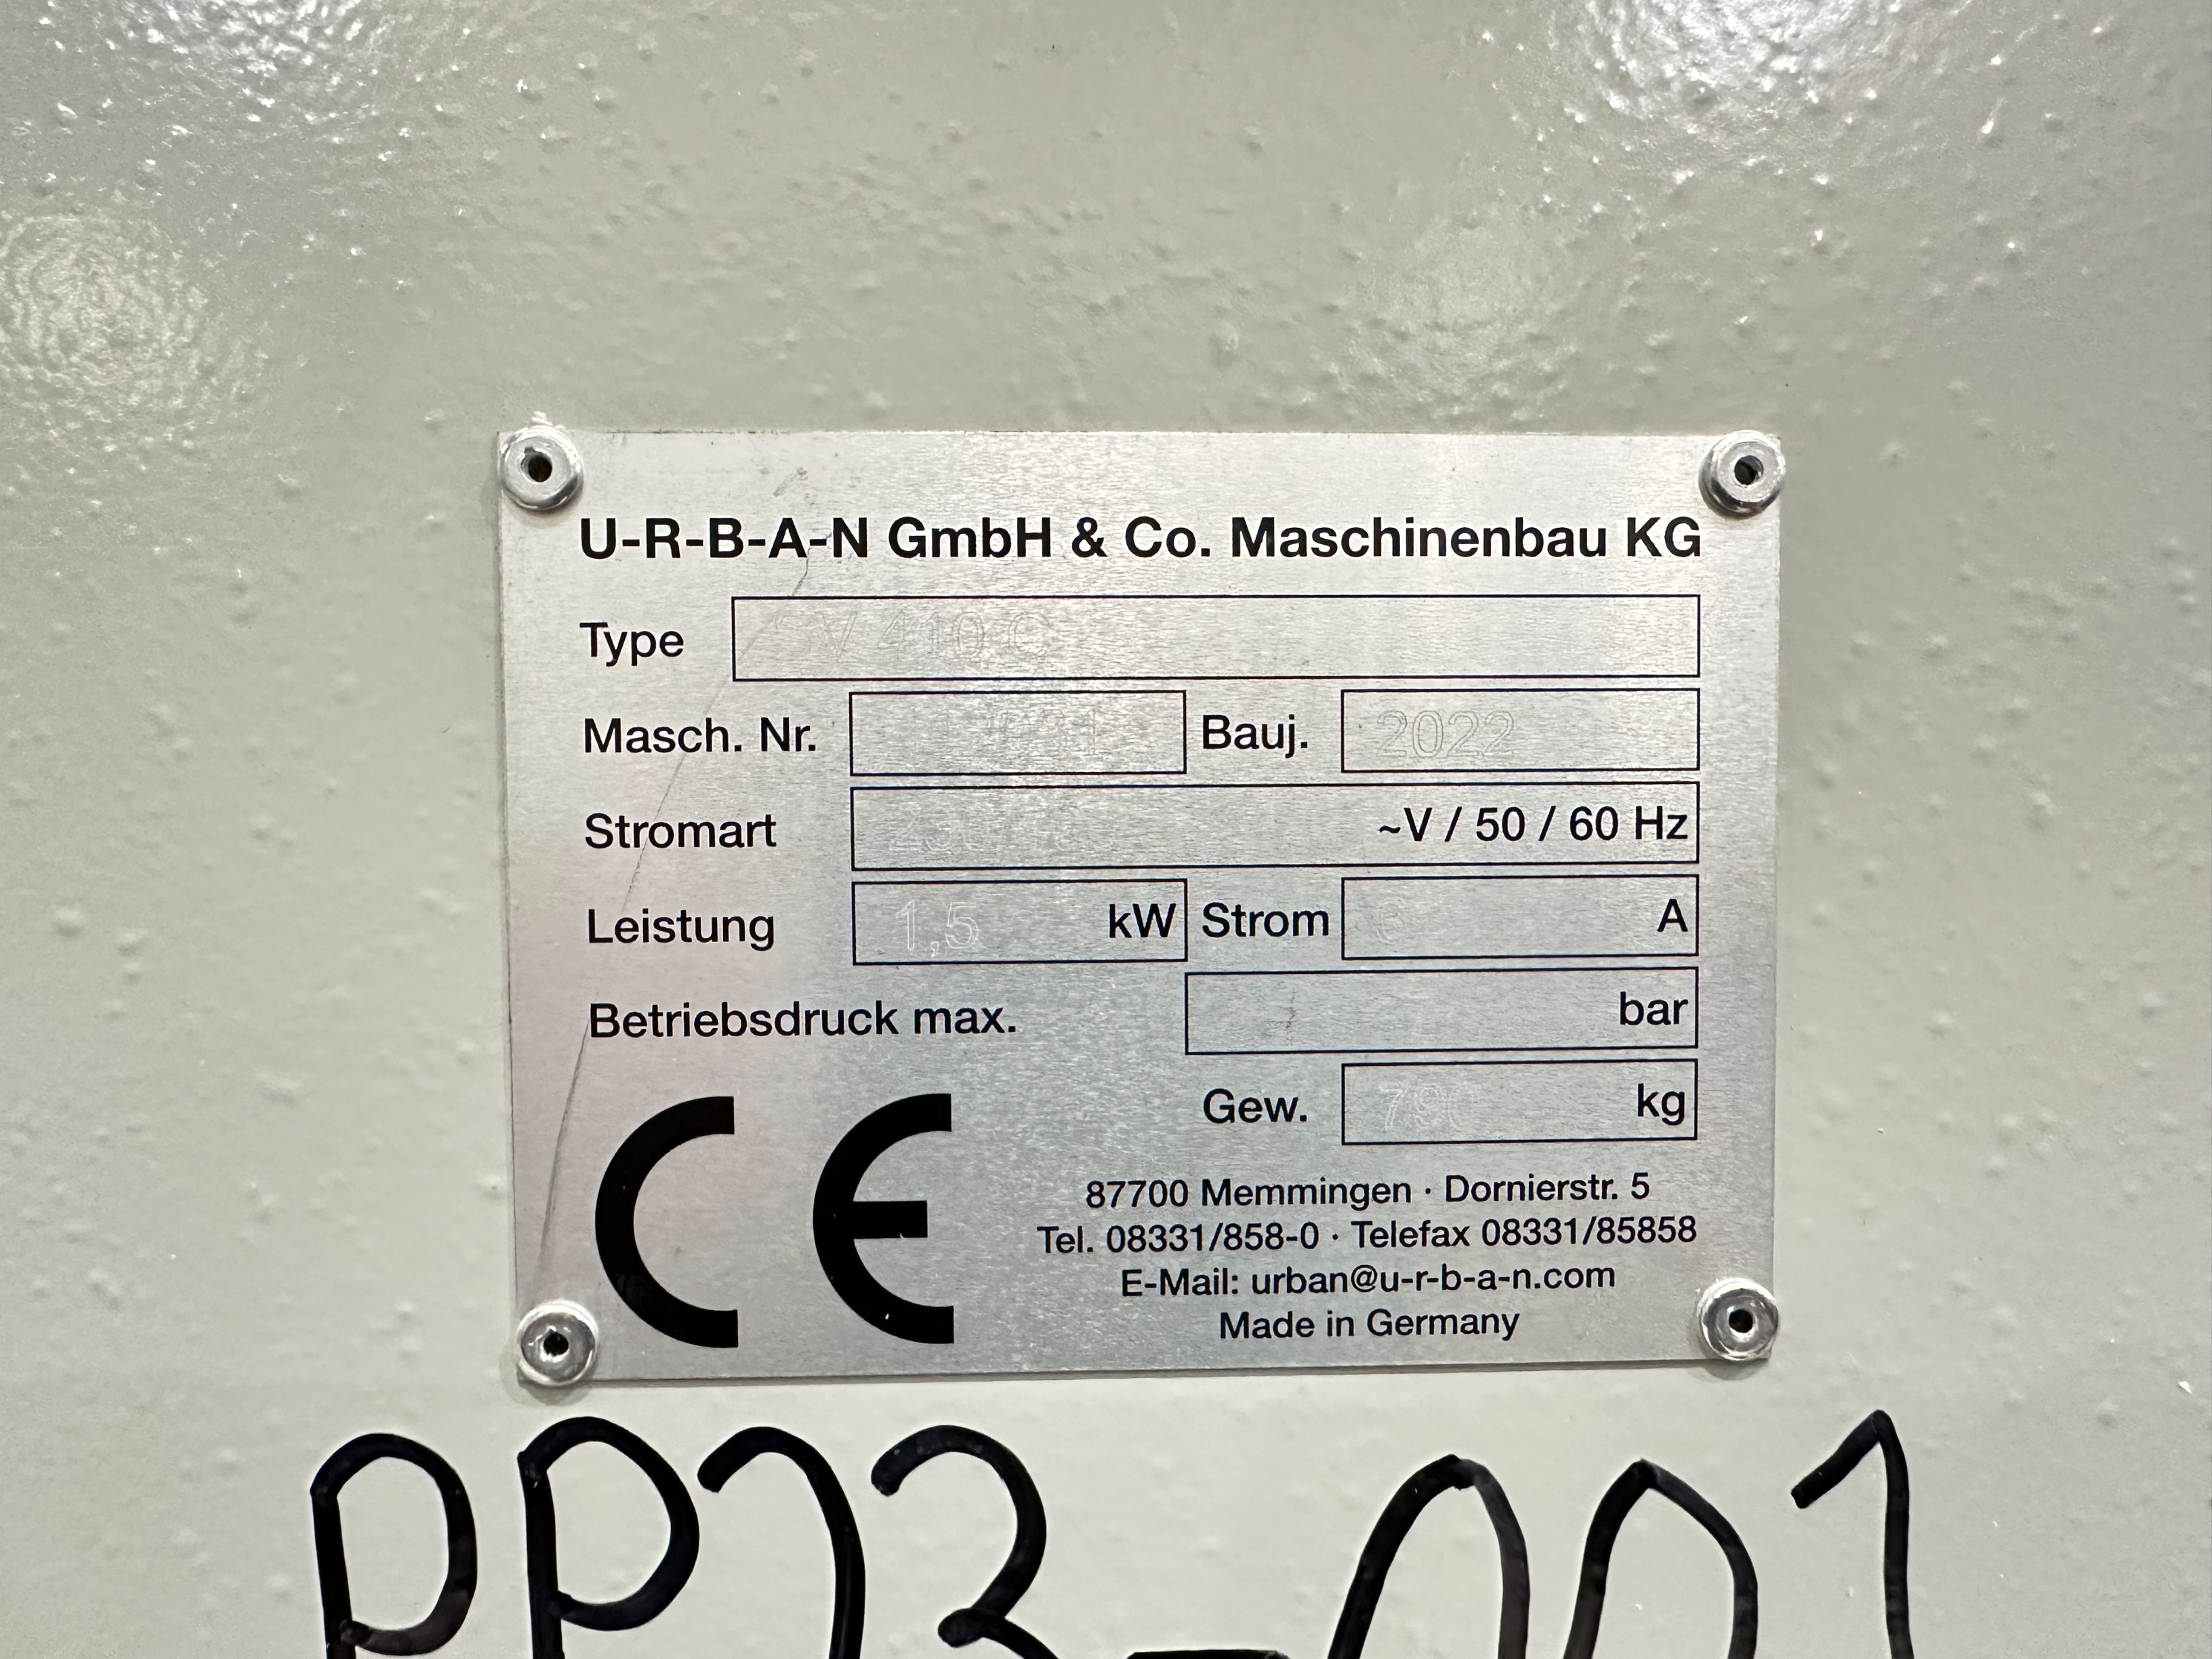 U-R-B-A-N GmbH & Co. Maschinenbau KG
Type SV 410 C
Masch. Nr.
Bauj. 2022
Stromart ~V / 50 / 60 Hz
Leistung 1,5 kW Strom A
Betriebsdruck max. bar
Gew. kg
CE
87700 Memmingen · Dornierstr. 5
Tel. 08331/858-0 · Telefax 08331/85858
E-Mail: urban@u-r-b-a-n.com
Made in Germany